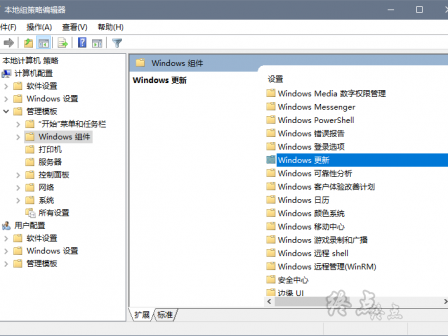 本地组策略编辑器
件(F) 操作(A) 查看(V) 帮助(H)
本地计算机 策略
计算机配置
软件设置
Windows 设置
管理模板
"开始"菜单和任务栏
Windows 组件
打印机
服务器
控制面板
网络
系统
所有设置
用户配置
软件设置
Windows 设置
管理模板
Windows 组件
Windows 更新
设置
Windows Media 数字权限管理
Windows Messenger
Windows PowerShell
Windows 错误报告
Windows 登录选项
Windows 更新
Windows 可靠性分析
Windows 客户体验改善计划
Windows 日历
Windows 颜色系统
Windows 移动中心
Windows 游戏录制和广播
Windows 远程 shell
Windows 远程管理(WinRM)
安全中心
边缘 UI
扩展 标准
终点
终点